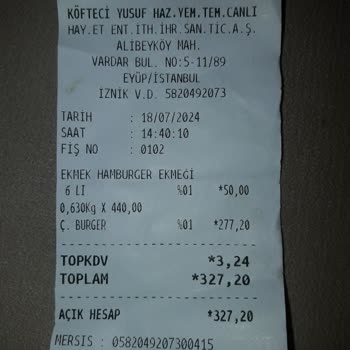 KÖFTECİ YUSUF HAZ.YEM.TEM.CANLI
HAY.ET ENT.İTH.İHR.SAN.TİC.A.Ş.
ALIBEYKÖY MAH.
VARDAR BUL. NO:5-11/89
EYÜP/İSTANBUL
İZNİK V.D. 5820492073
TARİH : 18/07/2024
SAAT : 14:40:10
FİŞ NO : 0102
EKMEK HAMBURGER EKMEĞİ
6 LI %01 *50,00
0,630Kg X 440,00
Ç. BURGER %01 *277,20
TOPKDV *3,24
TOPLAM *327,20
AÇIK HESAP *327,20
MERSIS : 0582049207300415